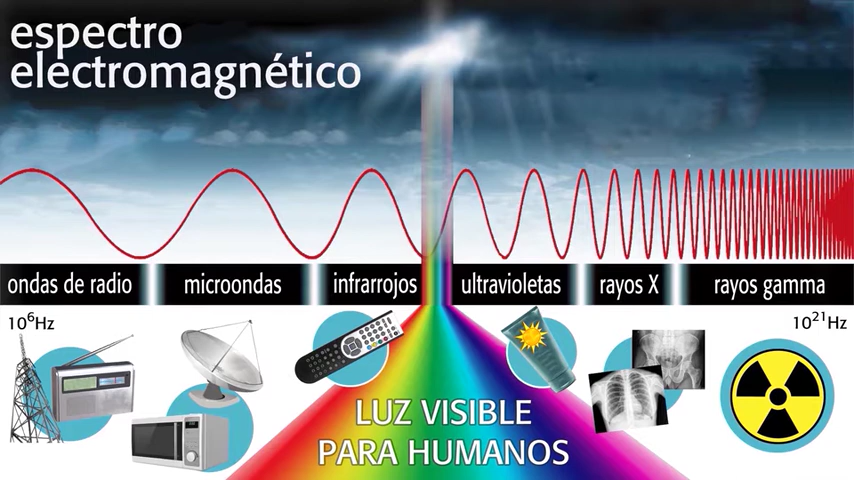 espectro
electromagnético
ondas de radio
microondas
infrarrojos
ultravioletas
rayos X
rayos gamma
10⁶Hz
10²¹Hz
LUZ VISIBLE
PARA HUMANOS